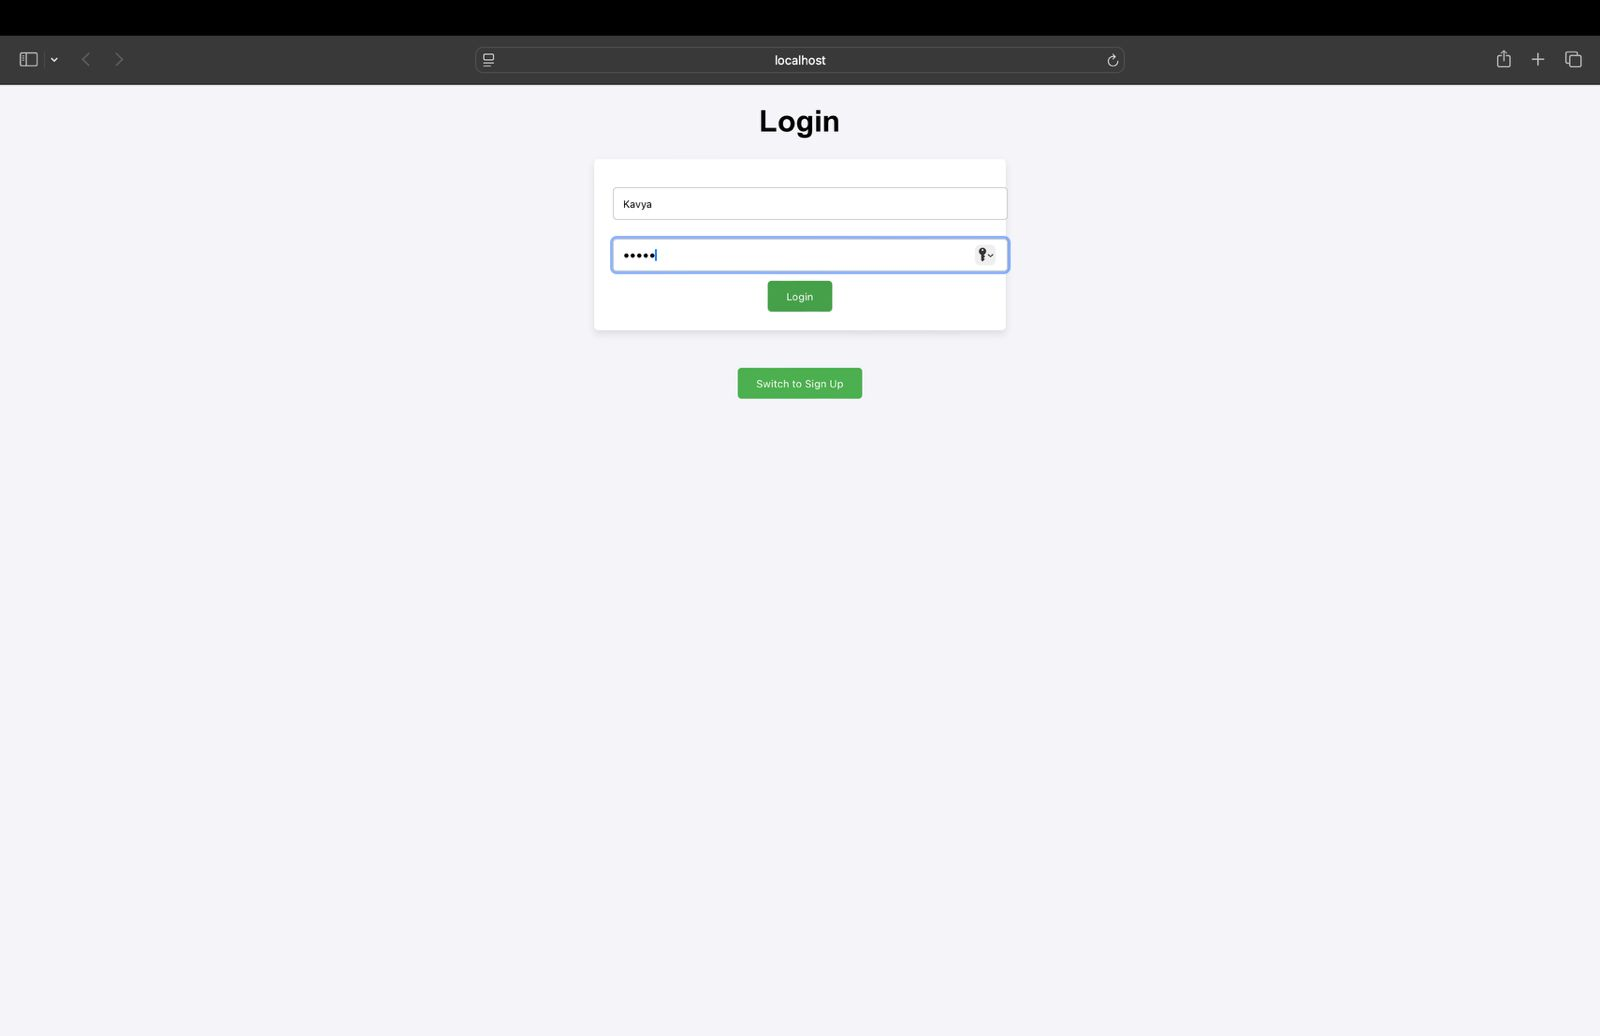 localhost
Login
Kavya
•••••
Login
Switch to Sign Up